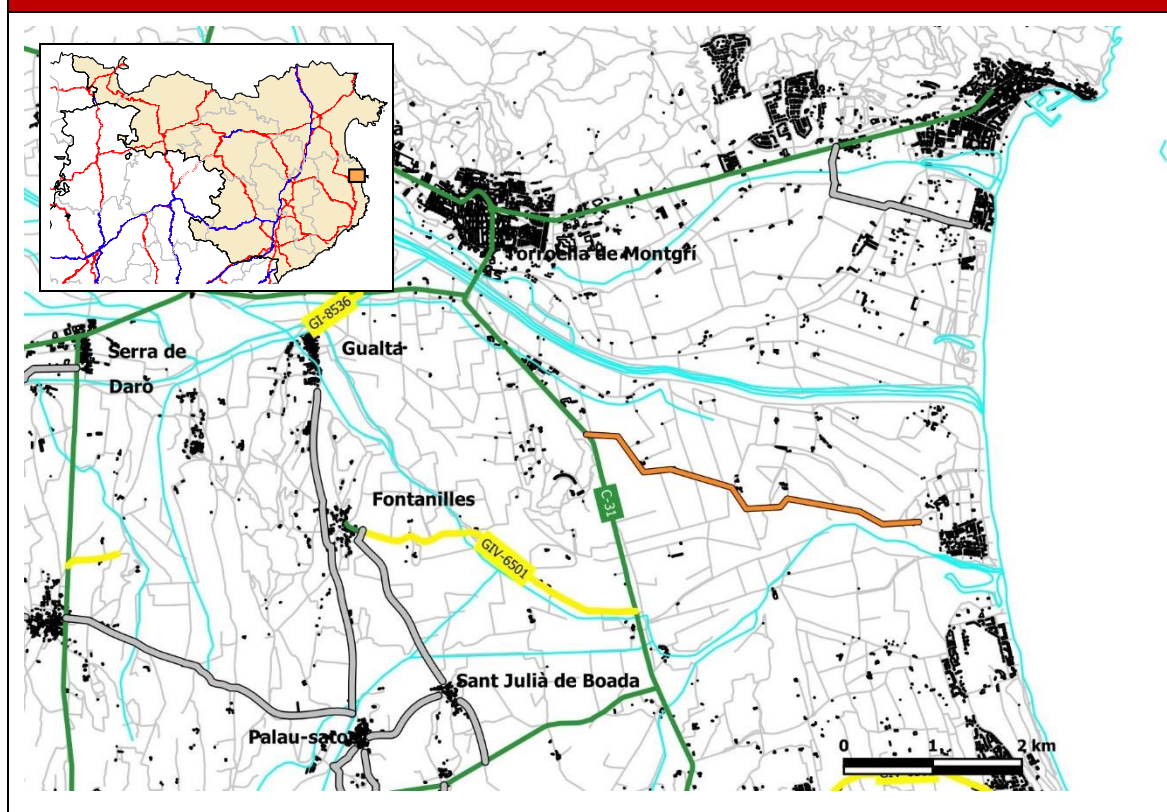 à
Torroella de Montgrí
GI-8536
Gualta
Serra de
Daró
C-31
Fontanilles
GIV-6501
Sant Julià de Boada
Palau-sator
0 1 2 km